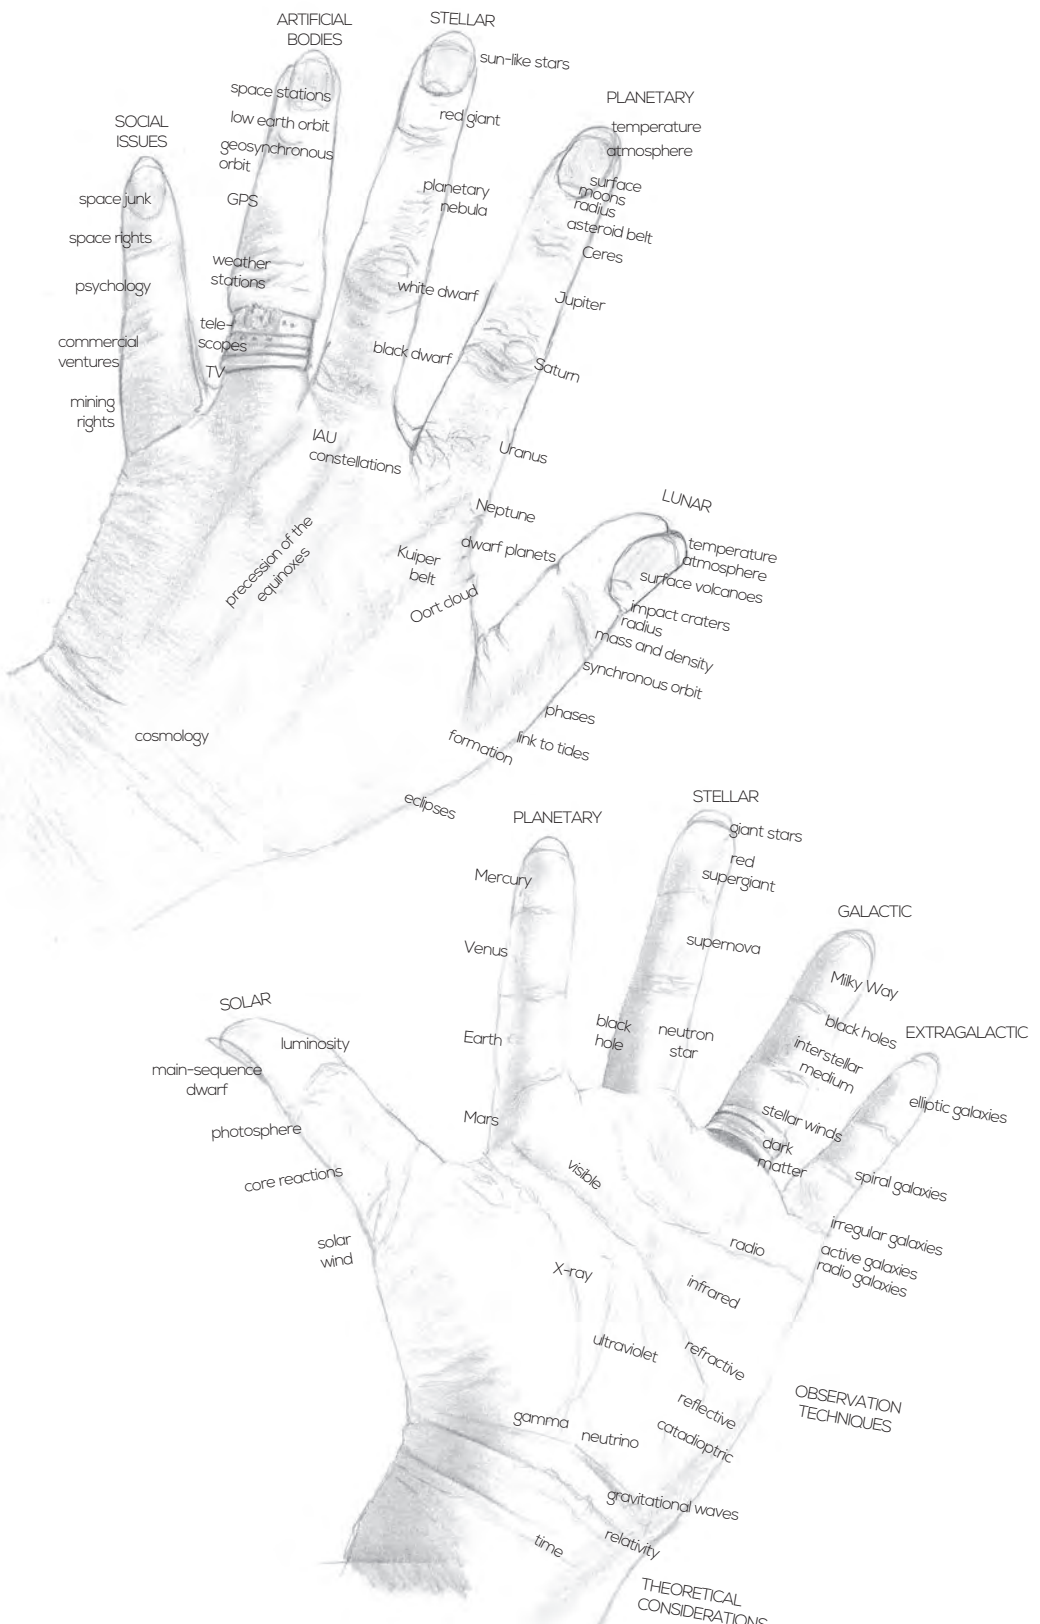 ARTIFICIAL
BODIES
space stations
low earth orbit
geosynchronous
orbit
GPS
weather
stations
tele-
scopes
TV
STELLAR
sun-like stars
red giant
planetary
nebula
white dwarf
black dwarf
PLANETARY
temperature
atmosphere
surface
moons
radius
asteroid belt
Ceres
Jupiter
Saturn
Uranus
Neptune
dwarf planets
Kuiper
belt
Oort cloud
SOCIAL
ISSUES
space junk
space rights
psychology
commercial
ventures
mining
rights
IAU
constellations
precession of the
equinoxes
cosmology
LUNAR
temperature
atmosphere
surface volcanoes
impact craters
radius
mass and density
synchronous orbit
phases
link to tides
formation
eclipses
PLANETARY
Mercury
Venus
Earth
Mars
STELLAR
giant stars
red
supergiant
supernova
black
hole
neutron
star
GALACTIC
Milky Way
black holes
interstellar
medium
stellar winds
dark
matter
EXTRAGALACTIC
elliptic galaxies
spiral galaxies
irregular galaxies
active galaxies
radio galaxies
SOLAR
luminosity
main-sequence
dwarf
photosphere
core reactions
solar
wind
visible
radio
X-ray
infrared
ultraviolet
refractive
reflective
catadioptric
gamma
neutrino
OBSERVATION
TECHNIQUES
gravitational waves
relativity
time
THEORETICAL
CONSIDERATIONS